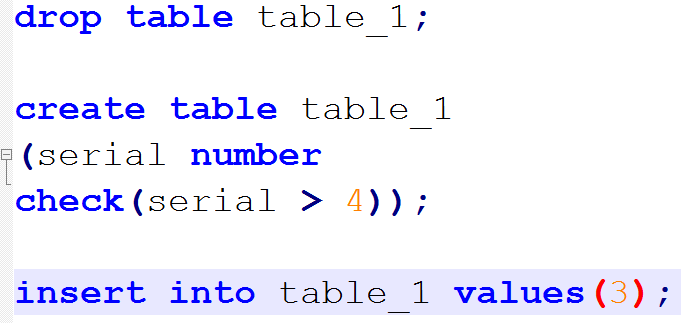 drop table table_1;
create table table_1
(serial number
check(serial > 4));
insert into table_1 values(3);